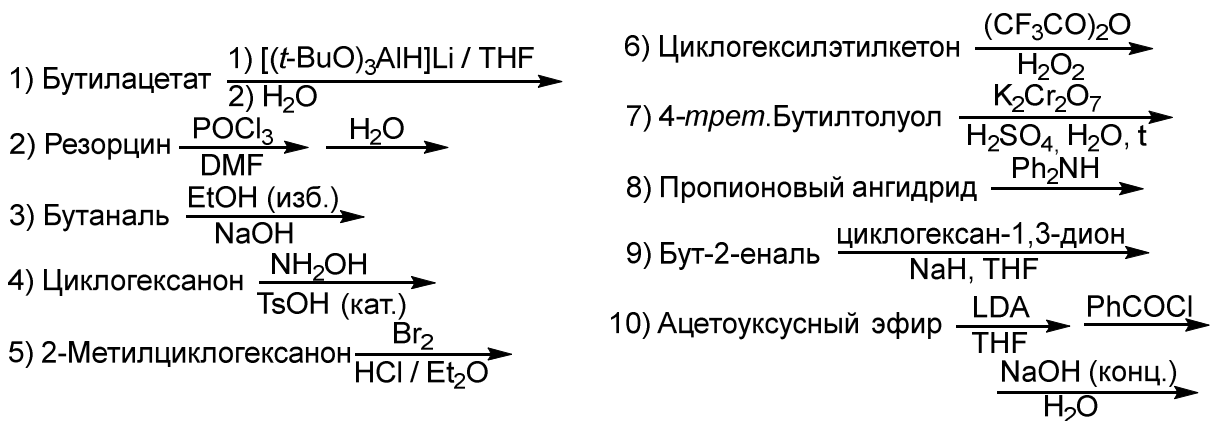 1) Бутилацетат 1) [(t-BuO)3AlH]Li / THF 2) H2O
2) Резорцин POCl3 DMF H2O
3) Бутаналь EtOH (изб.) NaOH
4) Циклогексанон NH2OH TsOH (кат.)
5) 2-Метилциклогексанон Br2 HCl / Et2O
6) Циклогексилэтилкетон (CF3CO)2O H2O2
7) 4-трет.Бутилтолуол K2Cr2O7 H2SO4, H2O, t
8) Пропионовый ангидрид Ph2NH
9) Бут-2-еналь циклогексан-1,3-дион NaH, THF
10) Ацетоуксусный эфир LDA THF PhCOCl
NaOH (конц.) H2O